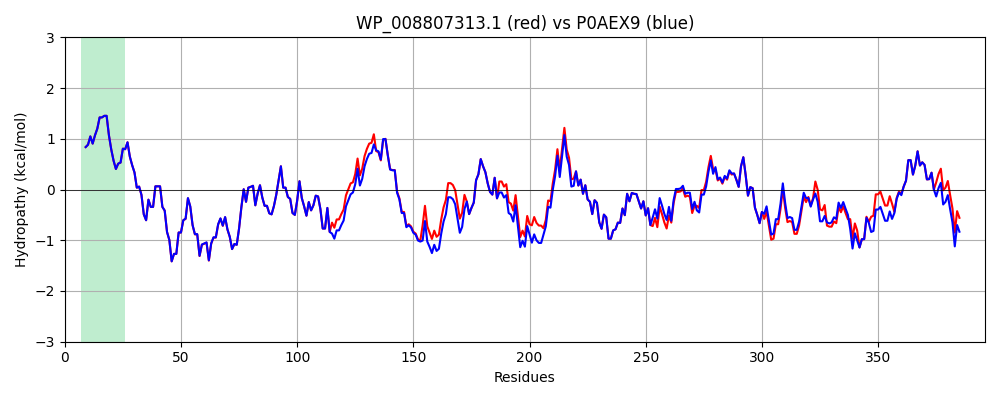 WP_008807313.1 (red) vs P0AEX9 (blue)
Hydropathy (kcal/mol)
3
2
1
0
−1
−2
−3
0 50 100 150 200 250 300 350
Residues